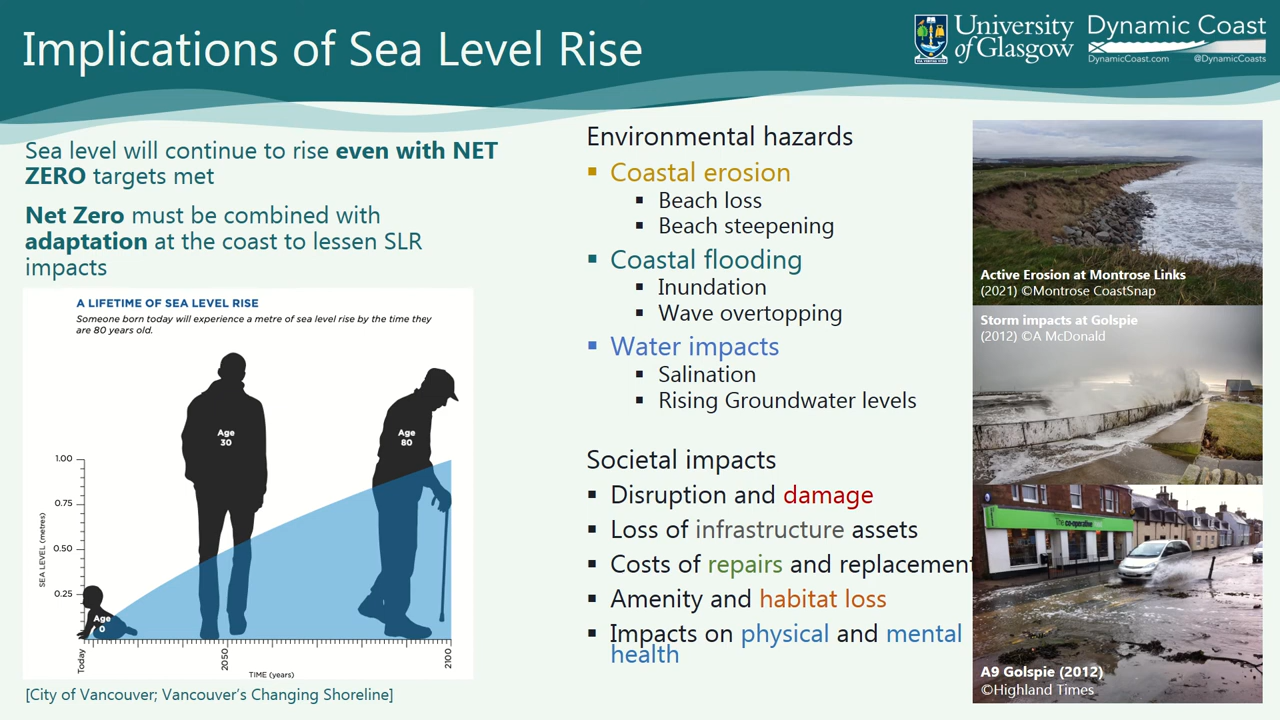 Implications of Sea Level Rise
University
of Glasgow
Dynamic Coast
DynamicCoast.com
@DynamicCoasts
Sea level will continue to rise even with NET
ZERO targets met
Net Zero must be combined with
adaptation at the coast to lessen SLR
impacts
A LIFETIME OF SEA LEVEL RISE
Someone born today will experience a metre of sea level rise by the time they
are 80 years old.
Age
30
Age
80
Age
0
1.00
0.75
0.50
0.25
SEA LEVEL (metres)
Today
2050
2100
TIME (years)
[City of Vancouver; Vancouver's Changing Shoreline]
Environmental hazards
▪ Coastal erosion
▪ Beach loss
▪ Beach steepening
▪ Coastal flooding
▪ Inundation
▪ Wave overtopping
▪ Water impacts
▪ Salination
▪ Rising Groundwater levels
Societal impacts
▪ Disruption and damage
▪ Loss of infrastructure assets
▪ Costs of repairs and replacement
▪ Amenity and habitat loss
▪ Impacts on physical and mental
health
Active Erosion at Montrose Links
(2021) ©Montrose CoastSnap
Storm impacts at Golspie
(2012) ©A McDonald
The co-operative
A9 Golspie (2012)
©Highland Times